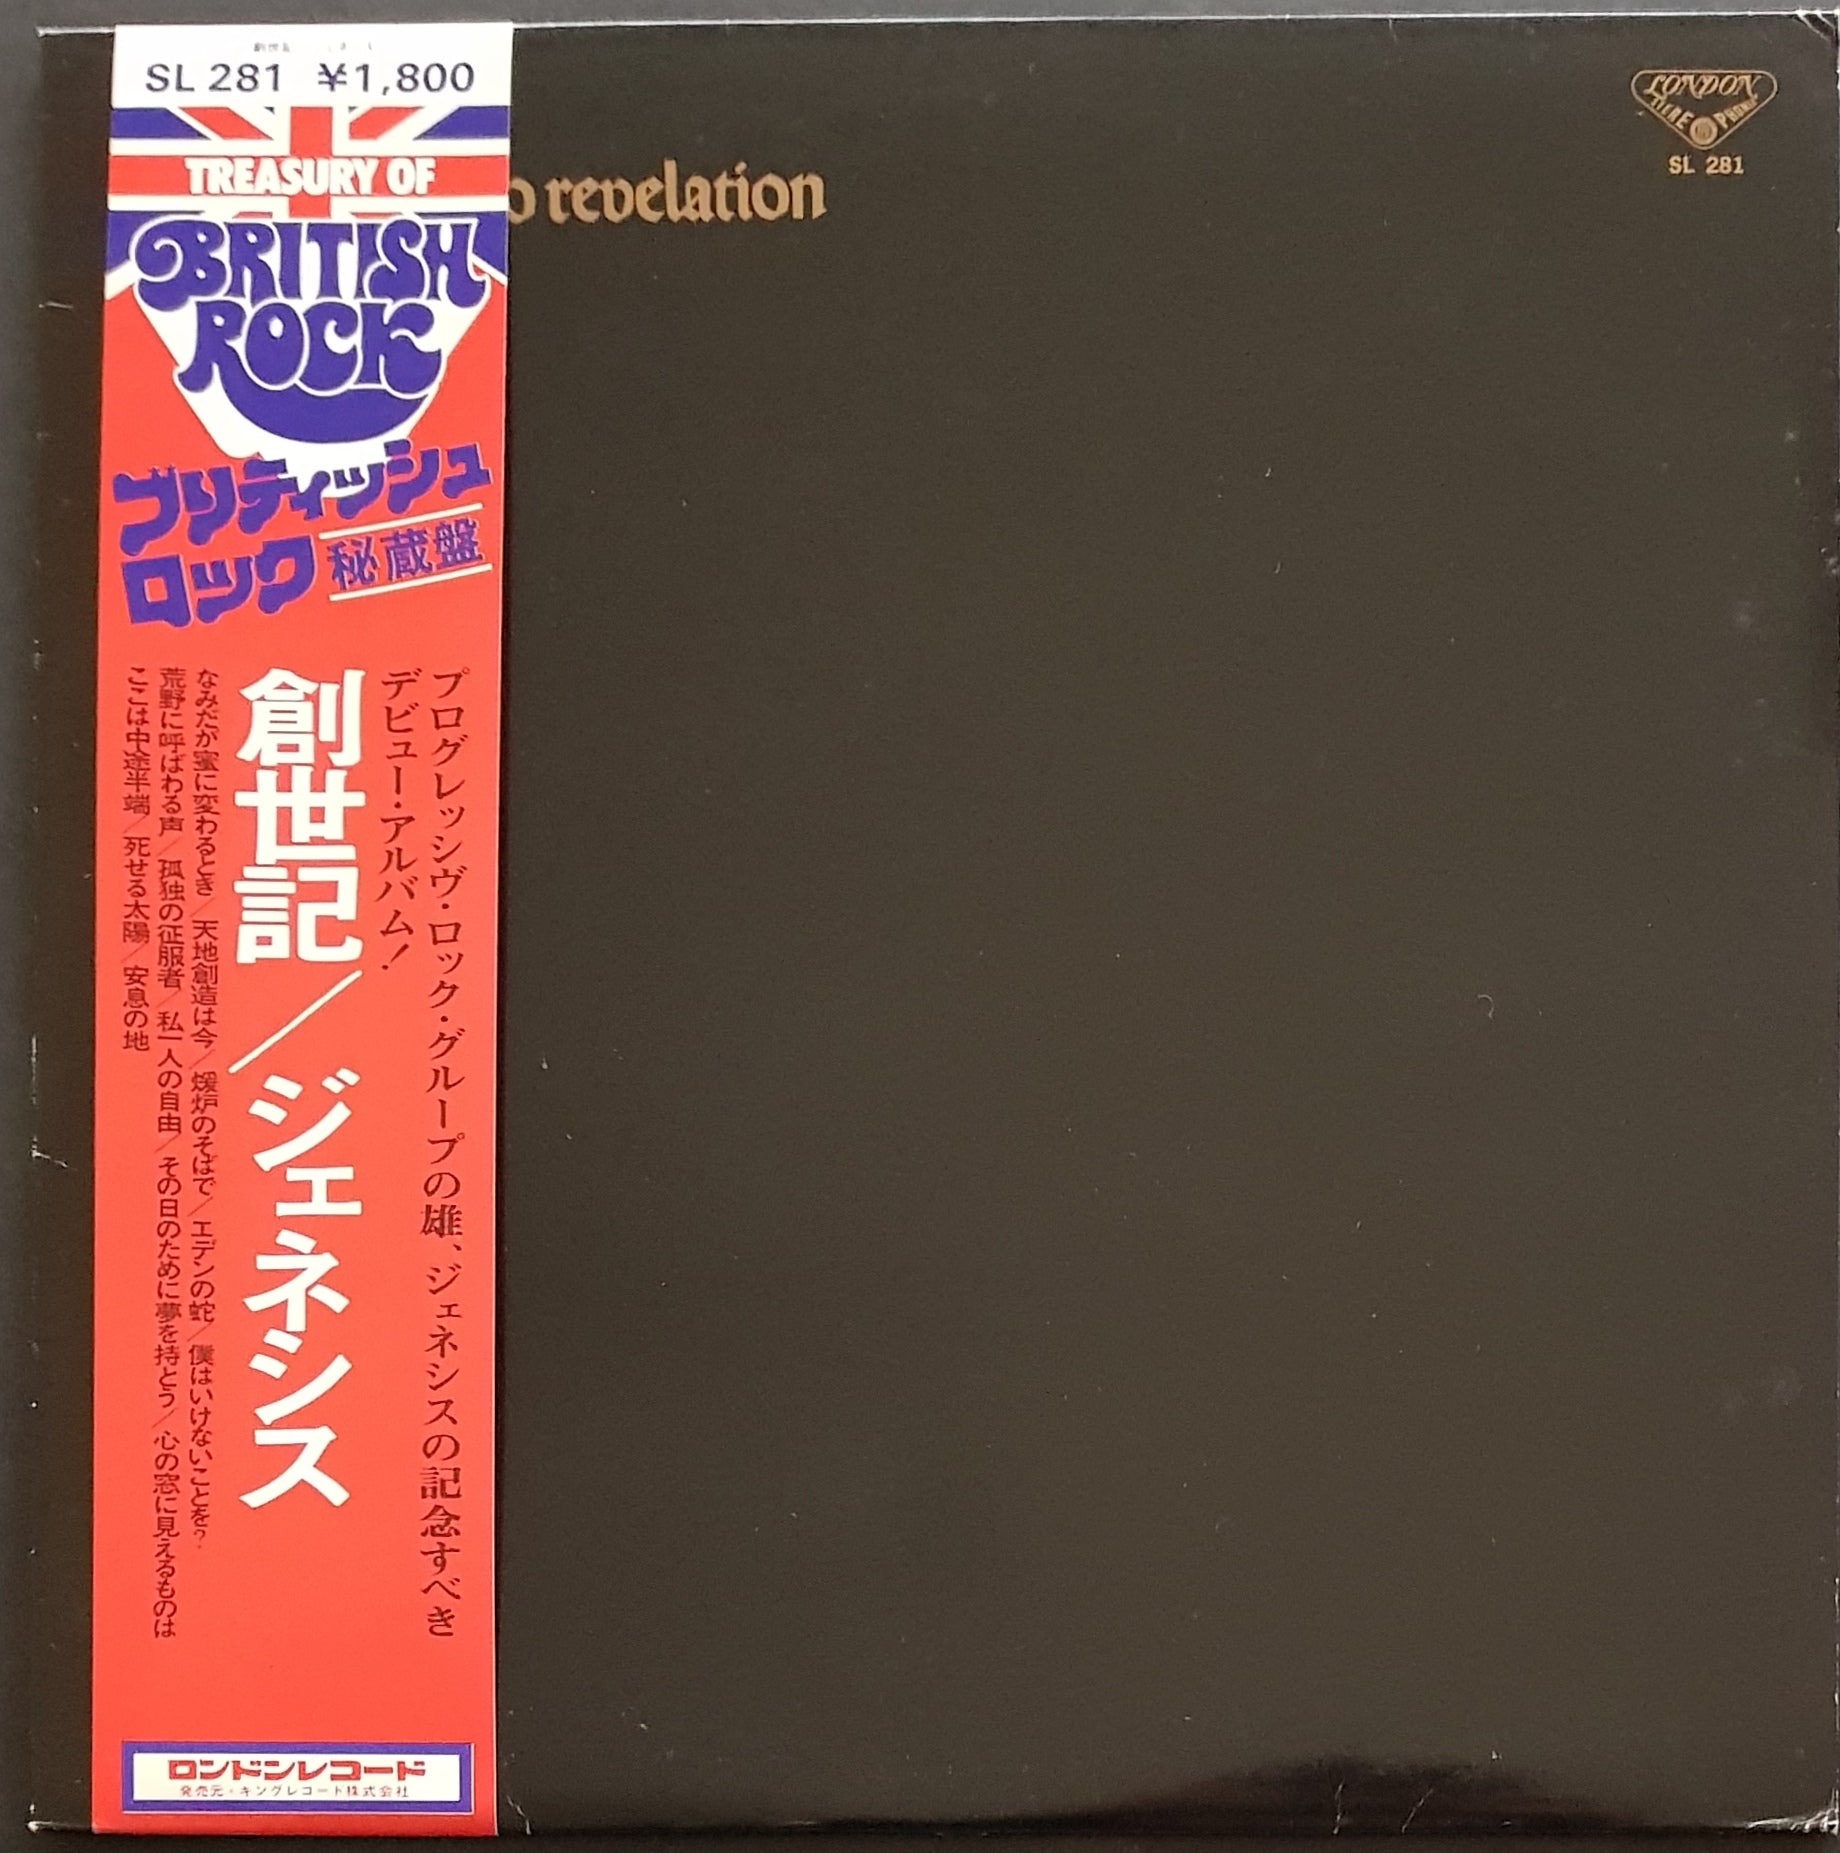 SL 281 ¥1,800
TREASURY OF
BRITISH
ROCK
ブリティッシュ
ロック 秘蔵盤
プログレッシヴ・ロック・グループの雄、ジェネシスの記念すべき
デビュー・アルバム!
創世記/ジェネシス
なみだが蜜に変わるとき/天地創造は今/煖炉のそばで/エデンの蛇/僕はいけないことを?
荒野に呼ばわる声/孤独の征服者/私一人の自由/その日のために夢を持とう/心の窓に見えるものは
ここは中途半端/死せる太陽/安息の地
ロンドンレコード
発売元・キングレコード株式会社
revelation
LONDON
STEREOPHONIC
SL 281